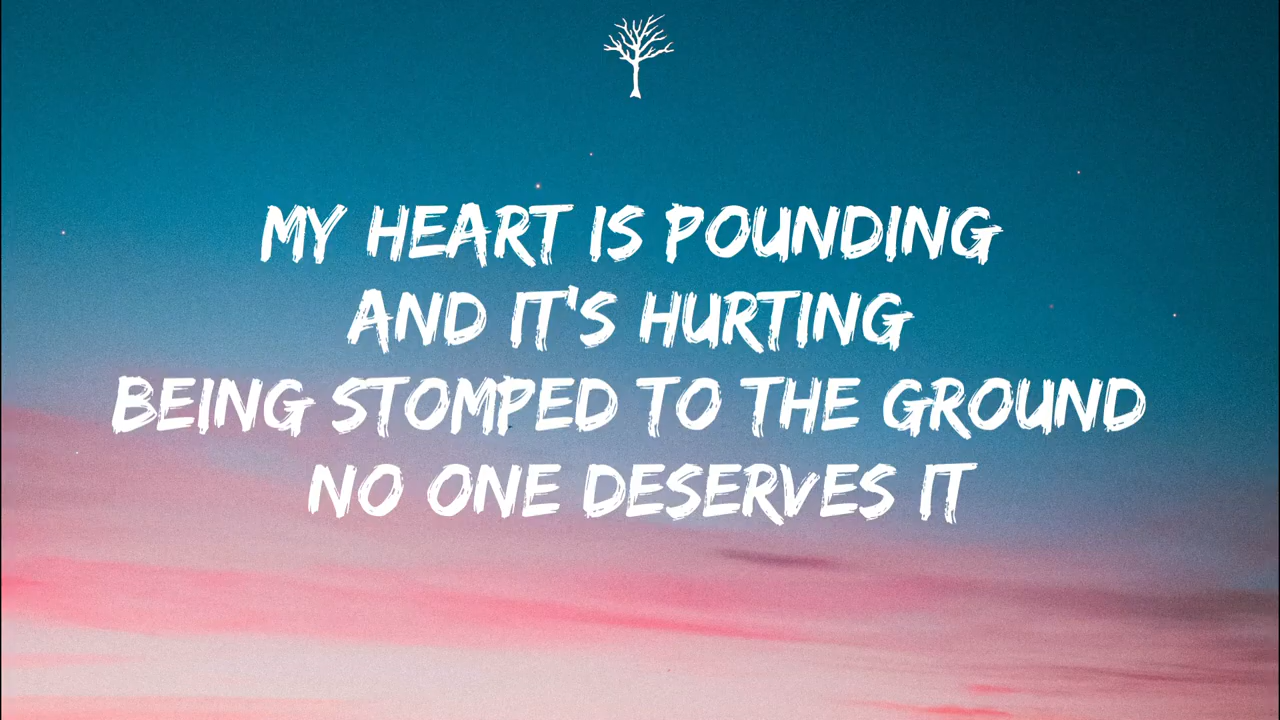 MY HEART IS POUNDING
AND IT'S HURTING
BEING STOMPED TO THE GROUND
NO ONE DESERVES IT